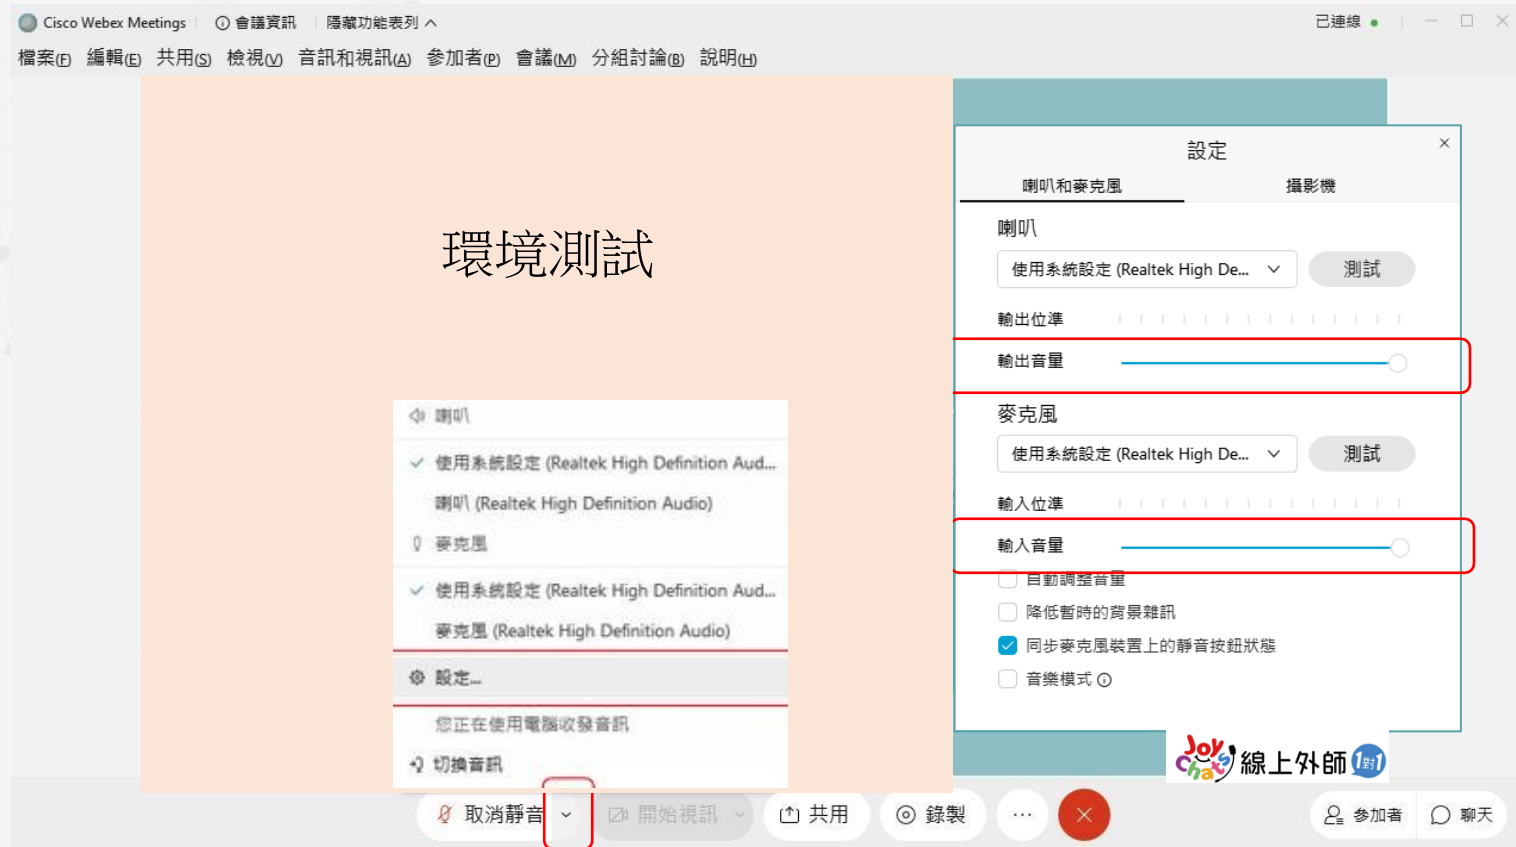 Cisco Webex Meetings 會議資訊 隱藏功能表列 已連線
檔案(F) 編輯(E) 共用(S) 檢視(V) 音訊和視訊(A) 參加者(P) 會議(M) 分組討論(B) 說明(H)
環境測試
喇叭
使用系統設定 (Realtek High Definition Aud...
喇叭 (Realtek High Definition Audio)
麥克風
使用系統設定 (Realtek High Definition Aud...
麥克風 (Realtek High Definition Audio)
設定...
您正在使用電腦收發音訊
切換音訊
設定
喇叭和麥克風 攝影機
喇叭
使用系統設定 (Realtek High De... 測試
輸出位準
輸出音量
麥克風
使用系統設定 (Realtek High De... 測試
輸入位準
輸入音量
自動調整音量
降低暫時的背景雜訊
同步麥克風裝置上的靜音按鈕狀態
音樂模式
Joy Chats 線上外師 1對1
取消靜音 開始視訊 共用 錄製 ... 參加者 聊天